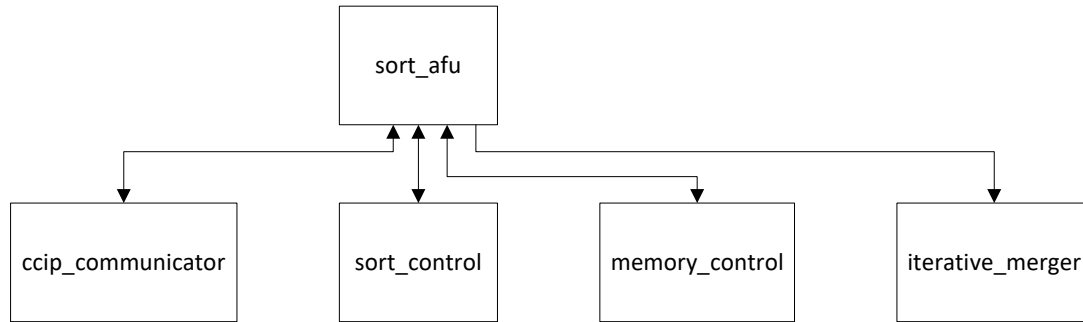 sort_afu
ccip_communicator
sort_control
memory_control
iterative_merger